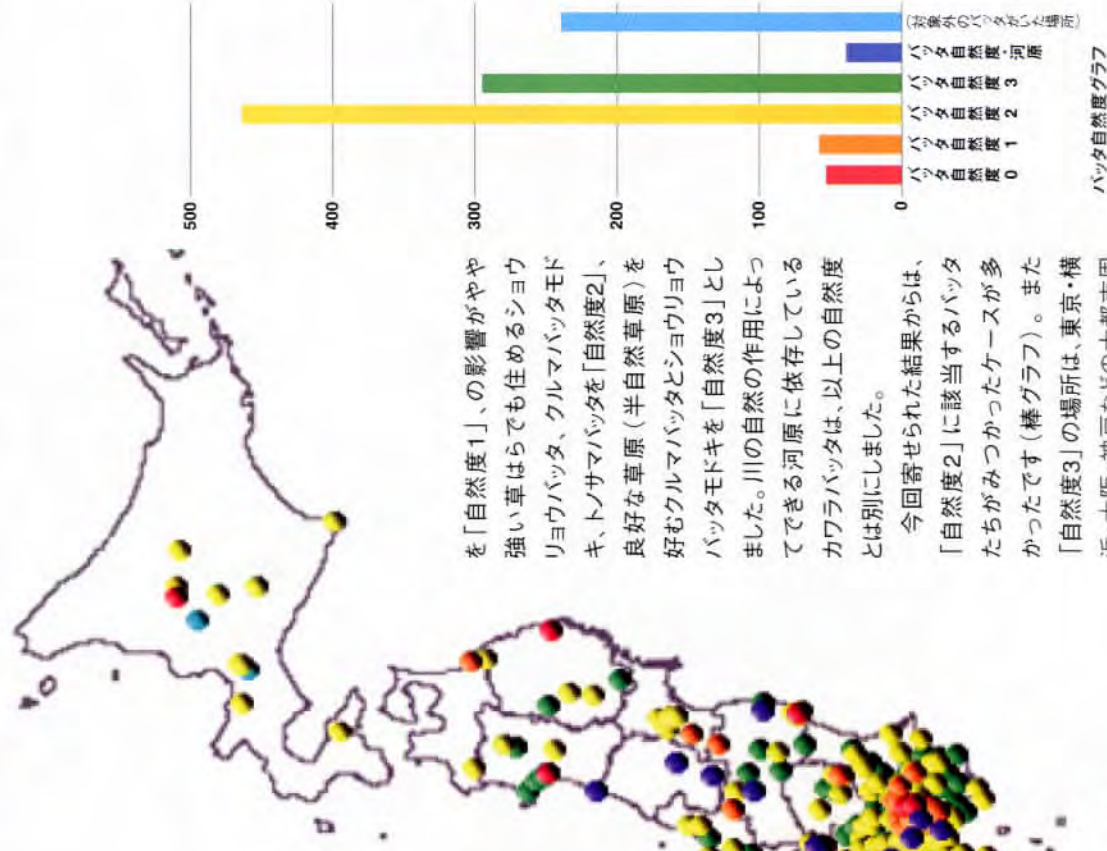 500
400
300
200
100
0
(対象外のバッタがいた場所)
バッタ自然度・河原
バッタ自然度 3
バッタ自然度 2
バッタ自然度 1
バッタ自然度 0
バッタ自然度グラフ
を「自然度1」、の影響がやや
強い草はらでも住めるショウ
リョウバッタ、クルマバッタモド
キ、トノサマバッタを「自然度2」、
良好な草原(半自然草原)を
好むクルマバッタとショウリョウ
バッタモドキを「自然度3」とし
ました。川の自然の作用によっ
てできる河原に依存している
カワラバッタは、以上の自然度
とは別にしました。
今回寄せられた結果からは、
「自然度2」に該当するバッタ
たちがみつかったケースが多
かったです(棒グラフ)。また
「自然度3」の場所は、東京・横
浜、大阪、神戸などの大都市周